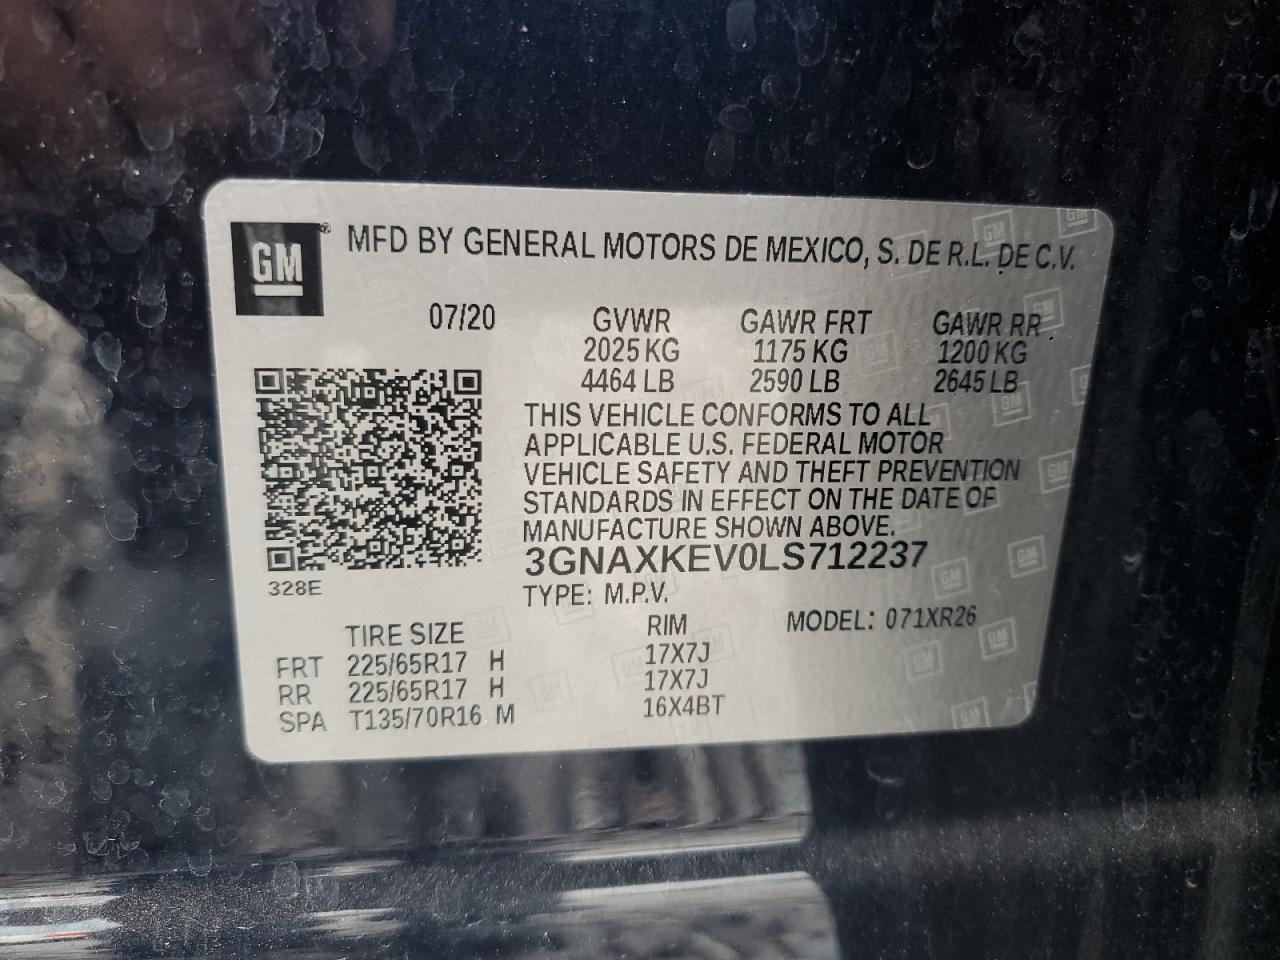 GM® MFD BY GENERAL MOTORS DE MEXICO, S. DE R.L. DE C.V.
07/20 GVWR GAWR FRT GAWR RR
2025 KG 1175 KG 1200 KG
4464 LB 2590 LB 2645 LB
THIS VEHICLE CONFORMS TO ALL
APPLICABLE U.S. FEDERAL MOTOR
VEHICLE SAFETY AND THEFT PREVENTION
STANDARDS IN EFFECT ON THE DATE OF
MANUFACTURE SHOWN ABOVE.
3GNAXKEV0LS712237
328E
TYPE: M.P.V.
TIRE SIZE RIM MODEL: 071XR26
FRT 225/65R17 H 17X7J
RR 225/65R17 H 17X7J
SPA T135/70R16 M 16X4BT